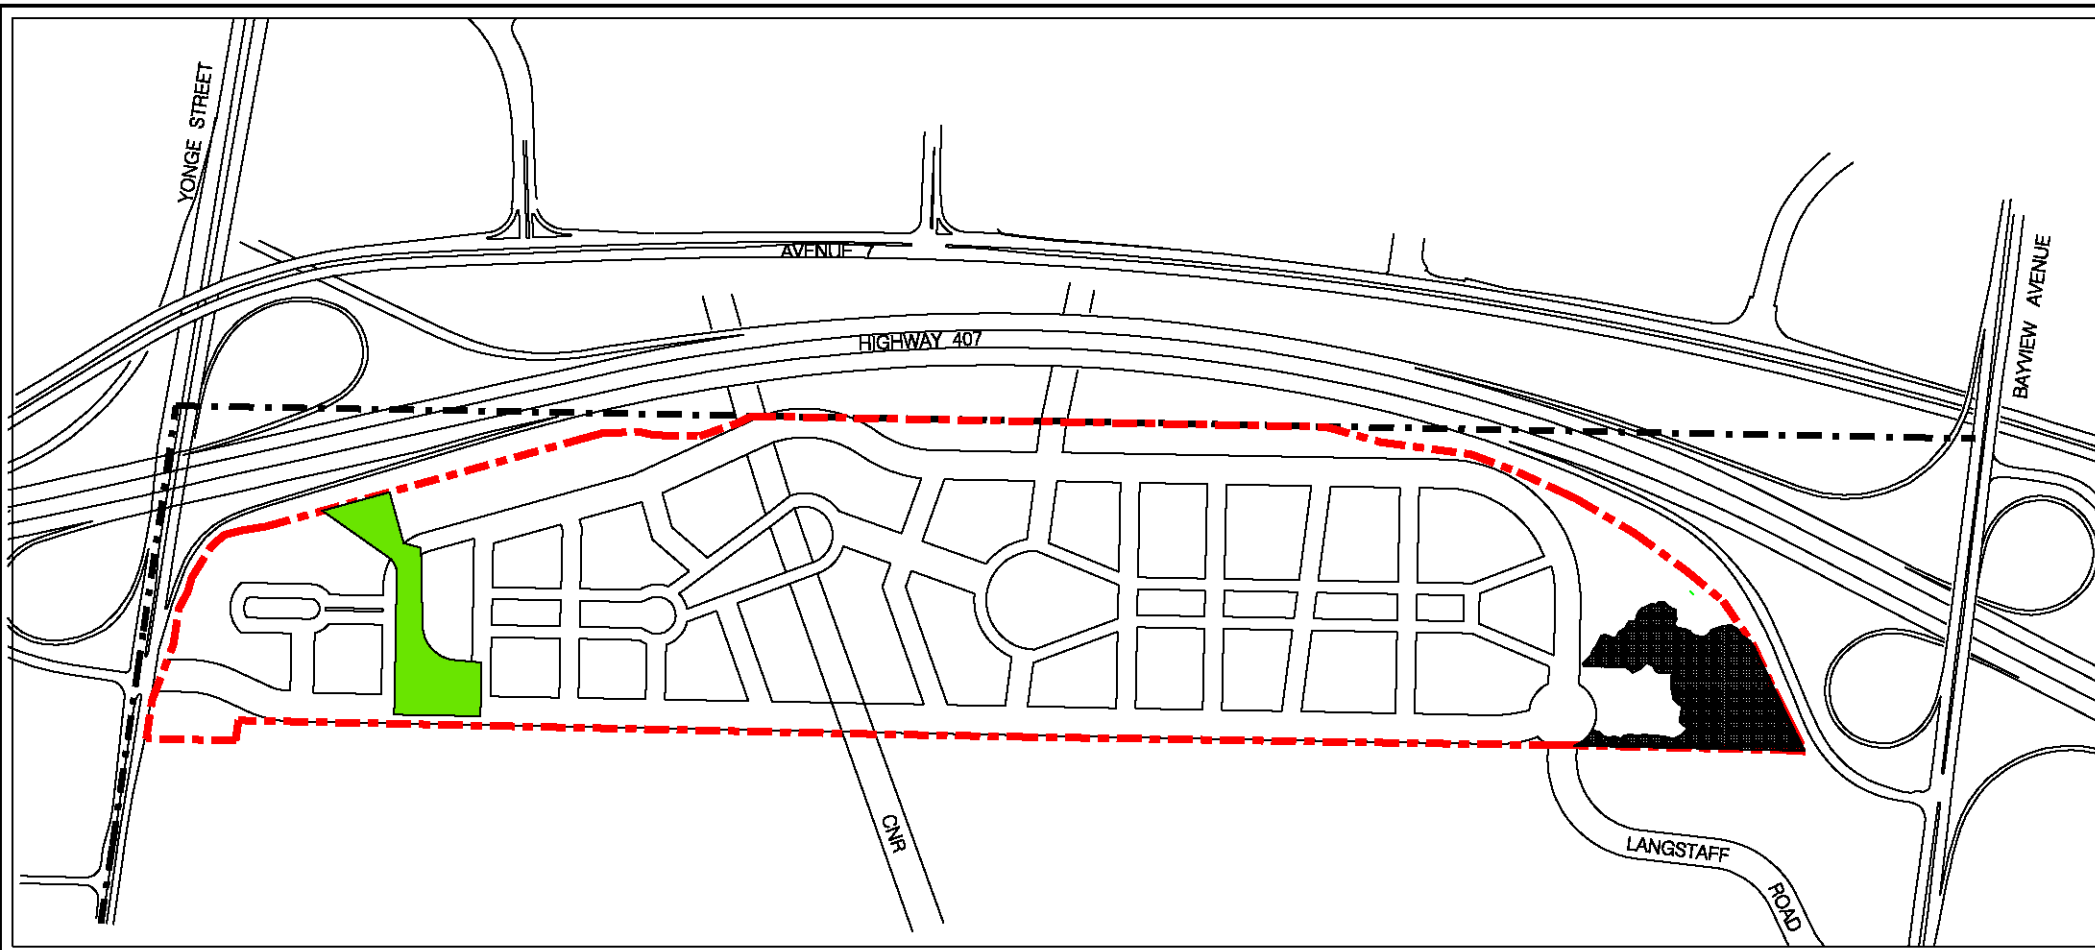 YONGE STREET
AVENUE 7
HIGHWAY 407
BAYVIEW AVENUE
CNR
LANGSTAFF
ROAD